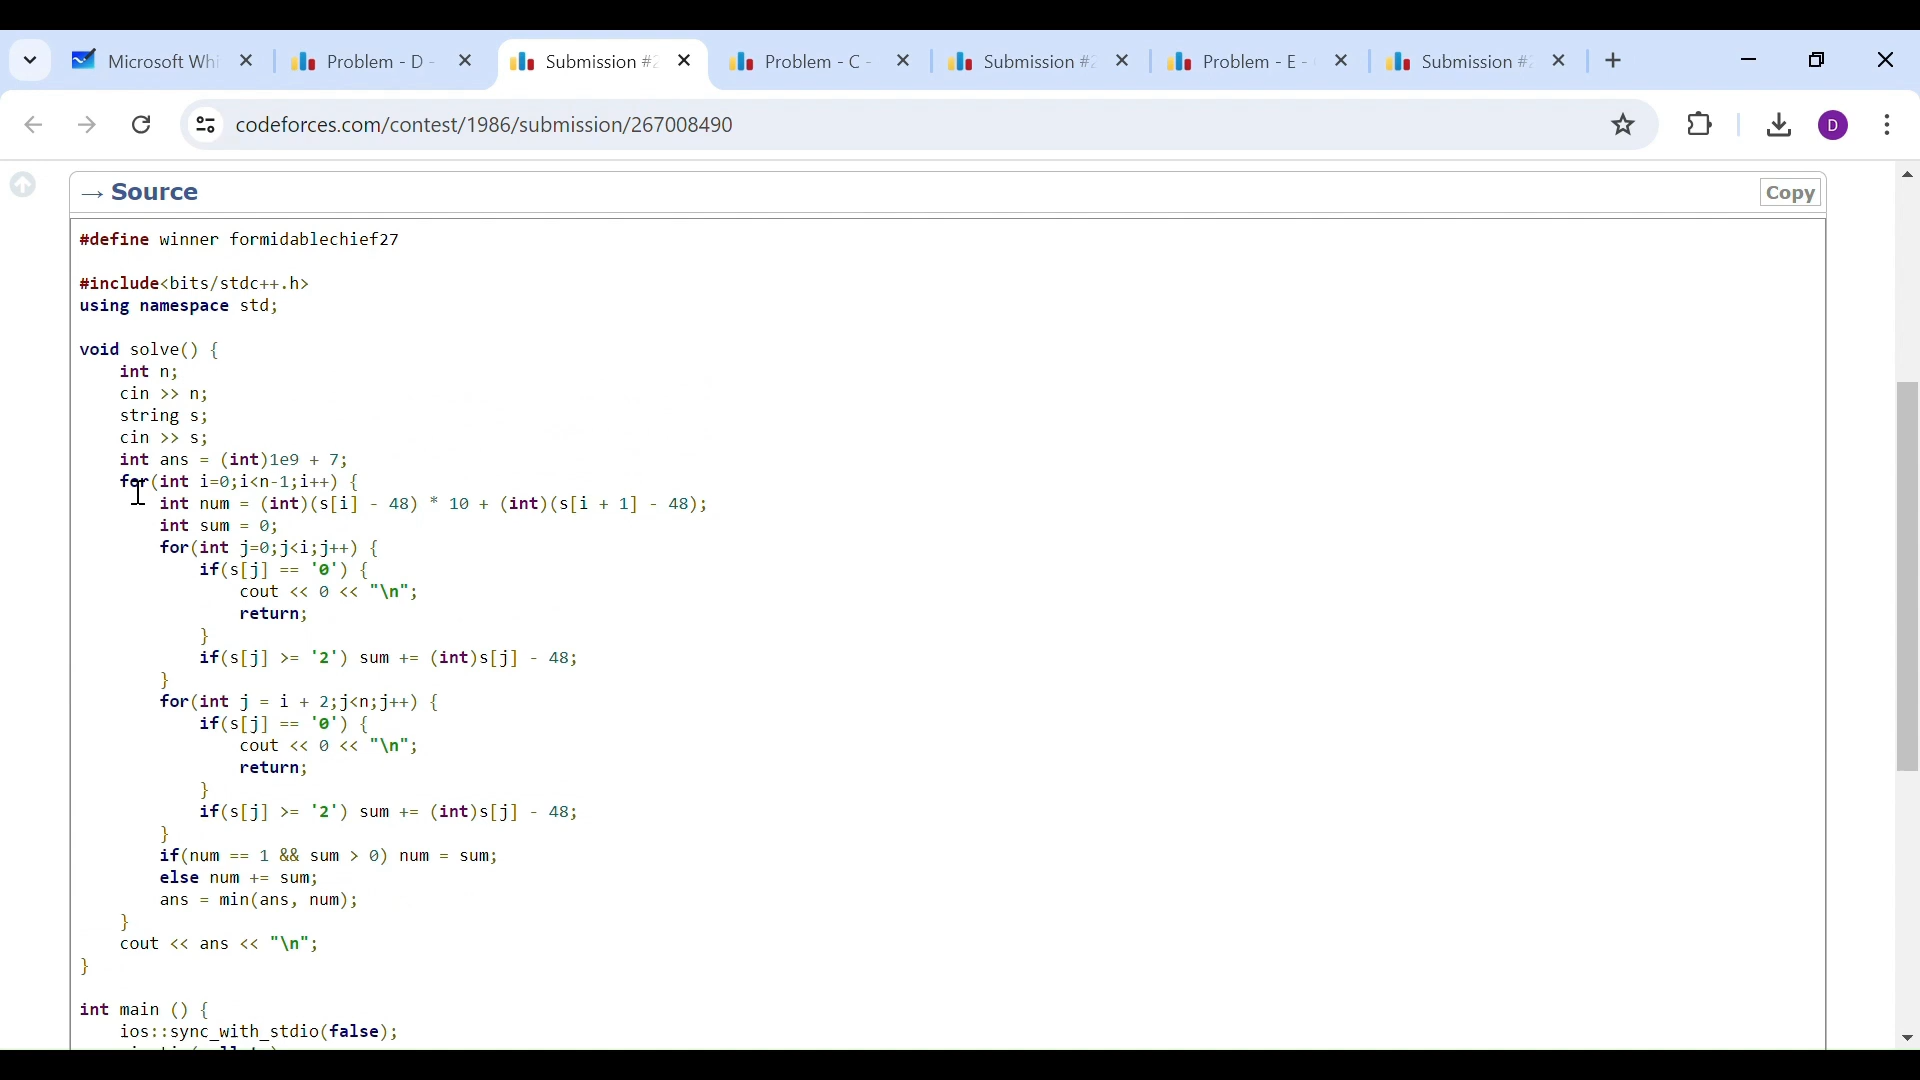 Microsoft Whi
Problem - D -
Submission #2
Problem - C -
Submission #2
Problem - E -
Submission #2
codeforces.com/contest/1986/submission/267008490
D
→ Source
Copy
#define winner formidablechief27
#include<bits/stdc++.h>
using namespace std;
void solve() {
int n;
cin >> n;
string s;
cin >> s;
int ans = (int)1e9 + 7;
for(int i=0;i<n-1;i++) {
int num = (int)(s[i] - 48) * 10 + (int)(s[i + 1] - 48);
int sum = 0;
for(int j=0;j<i;j++) {
if(s[j] == '0') {
cout << 0 << "\n";
return;
}
if(s[j] >= '2') sum += (int)s[j] - 48;
}
for(int j = i + 2;j<n;j++) {
if(s[j] == '0') {
cout << 0 << "\n";
return;
}
if(s[j] >= '2') sum += (int)s[j] - 48;
}
if(num == 1 && sum > 0) num = sum;
else num += sum;
ans = min(ans, num);
}
cout << ans << "\n";
}
int main () {
ios::sync_with_stdio(false);